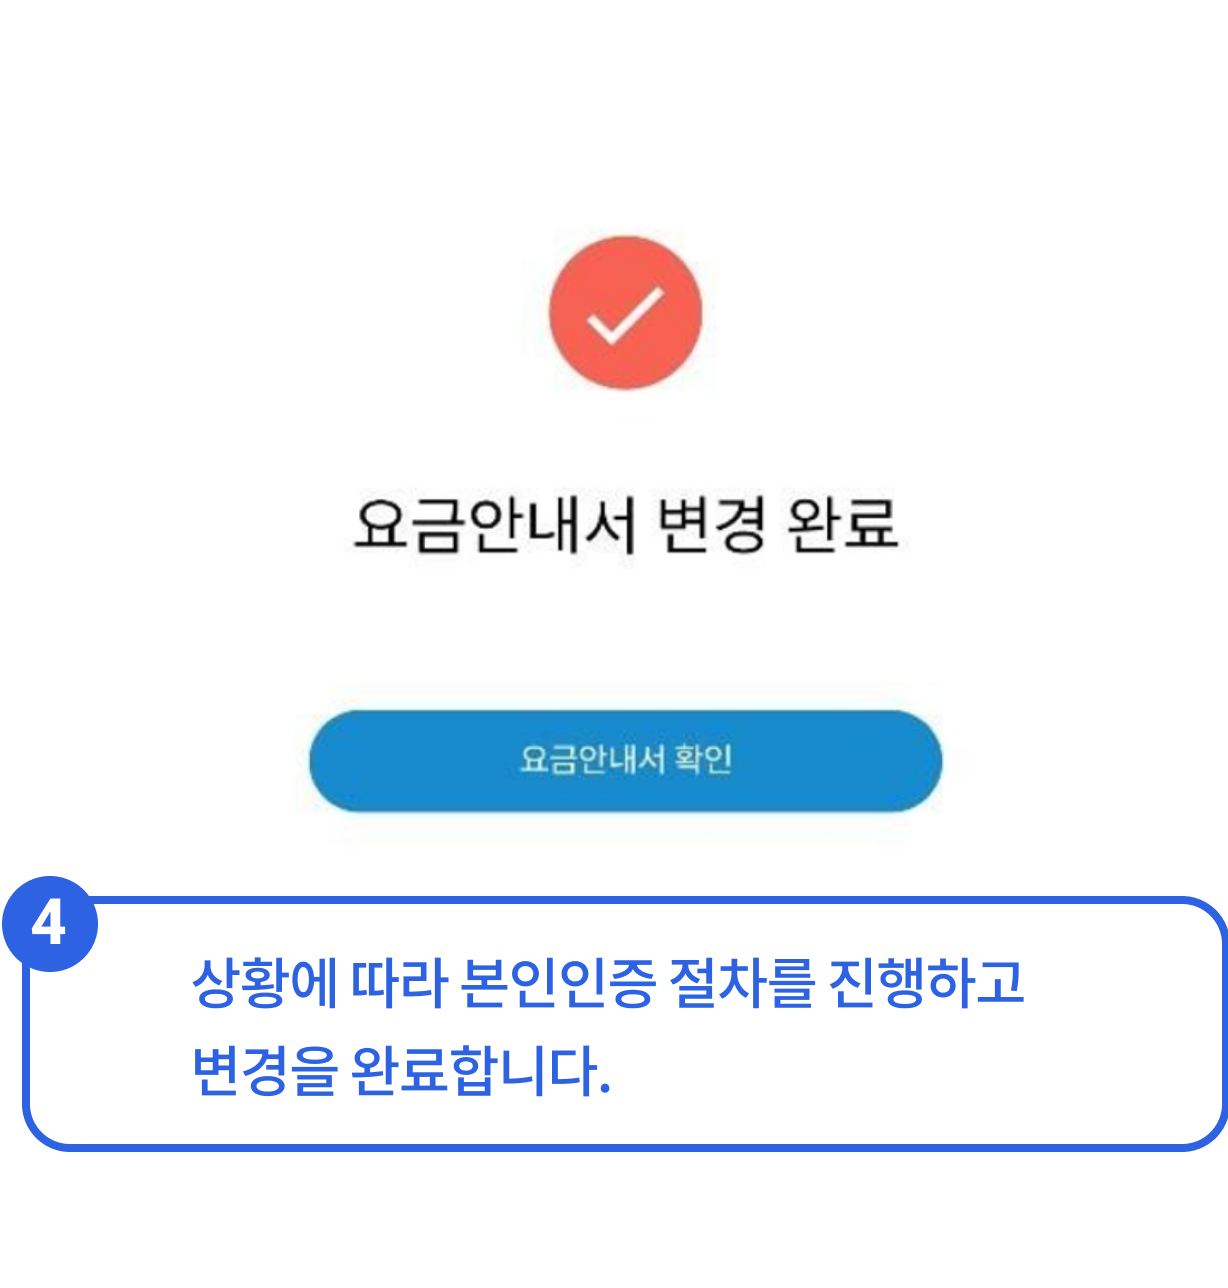 요금안내서 변경 완료
요금안내서 확인
4
상황에 따라 본인인증 절차를 진행하고
변경을 완료합니다.